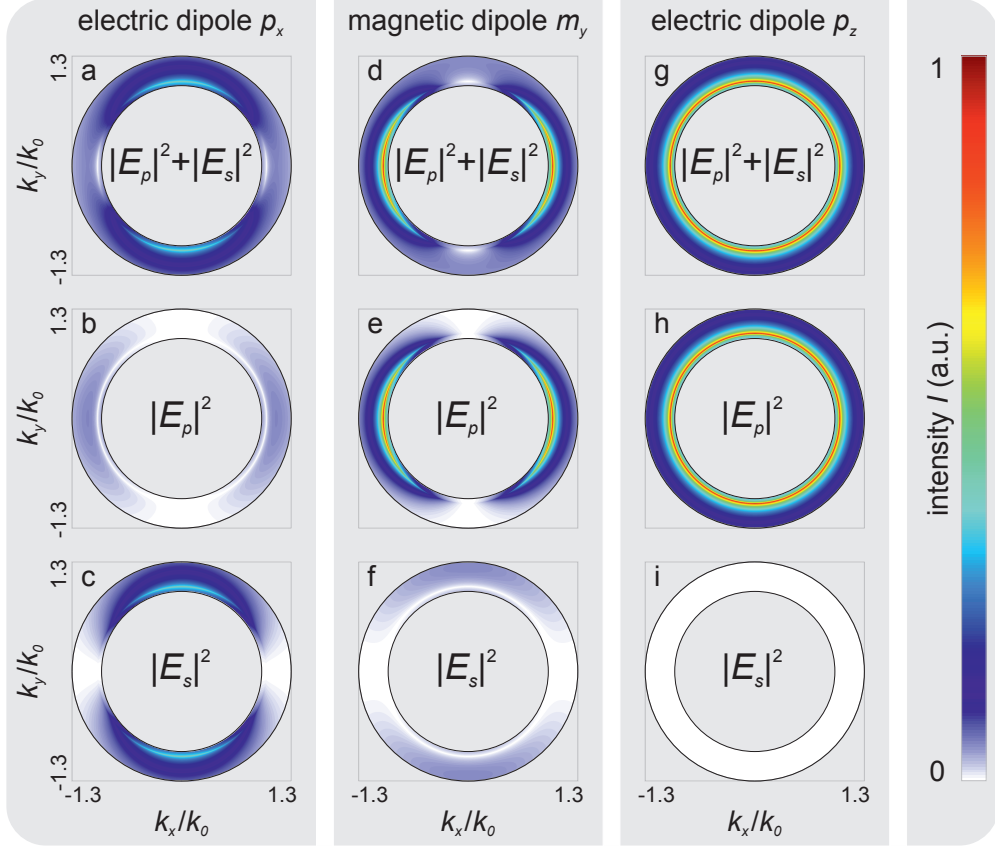 electric dipole pₓ
magnetic dipole m_y
electric dipole p_z
a
d
g
1
1.3
|E_p|²+|E_s|²
|E_p|²+|E_s|²
|E_p|²+|E_s|²
k_y/k_0
-1.3
b
e
h
1.3
|E_p|²
|E_p|²
|E_p|²
k_y/k_0
-1.3
c
f
i
1.3
|E_s|²
|E_s|²
|E_s|²
k_y/k_0
-1.3
intensity I (a.u.)
0
-1.3 1.3
-1.3 1.3
-1.3 1.3
k_x/k_0
k_x/k_0
k_x/k_0